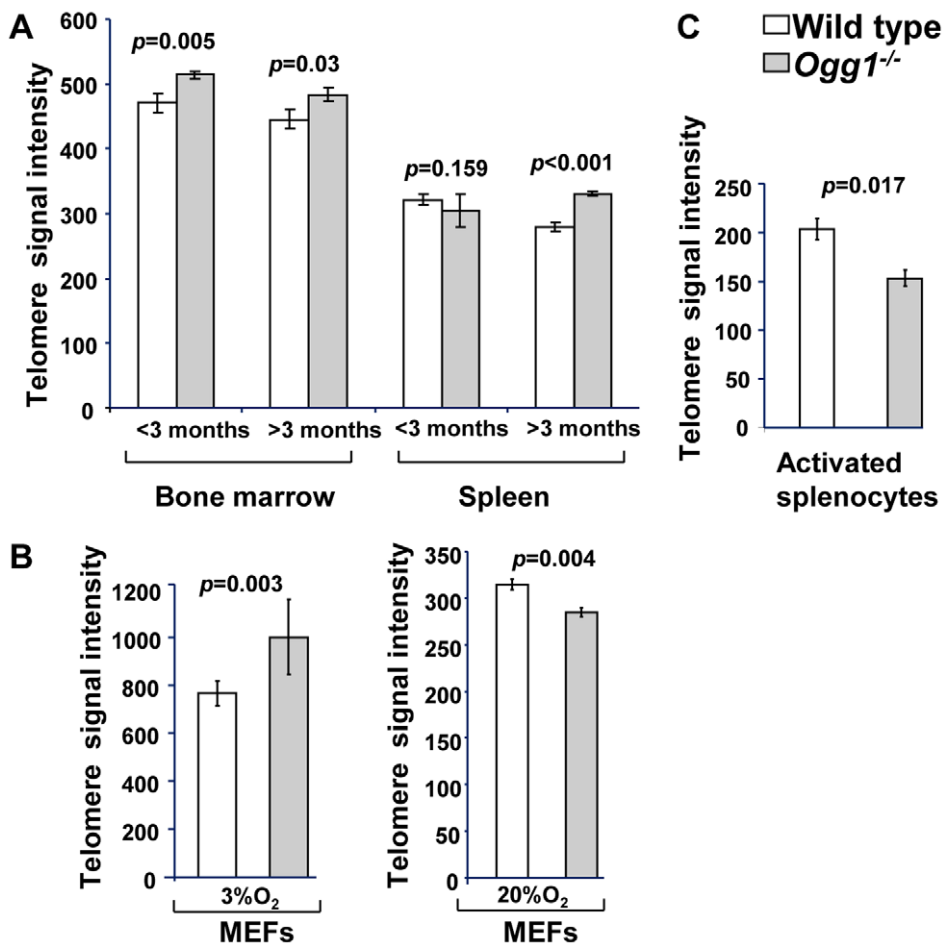 A
Telomere signal intensity
600
500
400
300
200
100
0
p=0.005
p=0.03
p=0.159
p<0.001
<3 months >3 months <3 months >3 months
Bone marrow Spleen
C
Wild type
Ogg1-/-
Telomere signal intensity
250
200
150
100
50
0
p=0.017
Activated
splenocytes
B
Telomere signal intensity
1200
1000
800
600
400
200
0
p=0.003
3%O2
MEFs
Telomere signal intensity
350
300
250
200
150
100
50
0
p=0.004
20%O2
MEFs